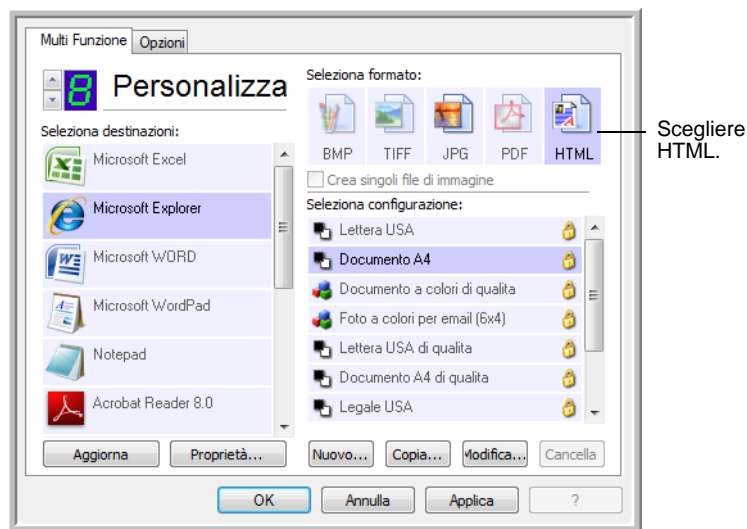 Multi Funzione
Opzioni
8
Personalizza
Seleziona destinazioni:
Microsoft Excel
Microsoft Explorer
Microsoft WORD
Microsoft WordPad
Notepad
Acrobat Reader 8.0
Aggiorna
Proprietà...
Seleziona formato:
BMP
TIFF
JPG
PDF
HTML
Crea singoli file di immagine
Seleziona configurazione:
Lettera USA
Documento A4
Documento a colori di qualita
Foto a colori per email (6x4)
Lettera USA di qualita
Documento A4 di qualita
Legale USA
Nuovo...
Copia...
Modifica...
Cancella
OK
Annulla
Applica
?
Scegliere
HTML.